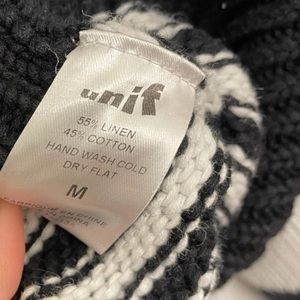 unif
55% LINEN
45% COTTON
HAND WASH COLD
DRY FLAT
M